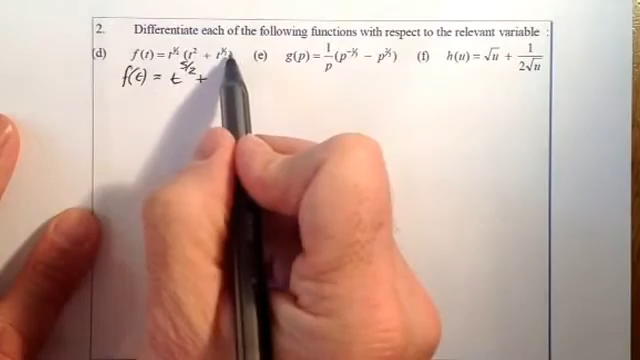 2. Differentiate each of the following functions with respect to the relevant variable :
(d) f(t) = t^½ (t² + t^½) (e) g(p) = 1/p (p^-½ − p^½) (f) h(u) = √u + 1/(2√u)
f(t) = t^5/2 +